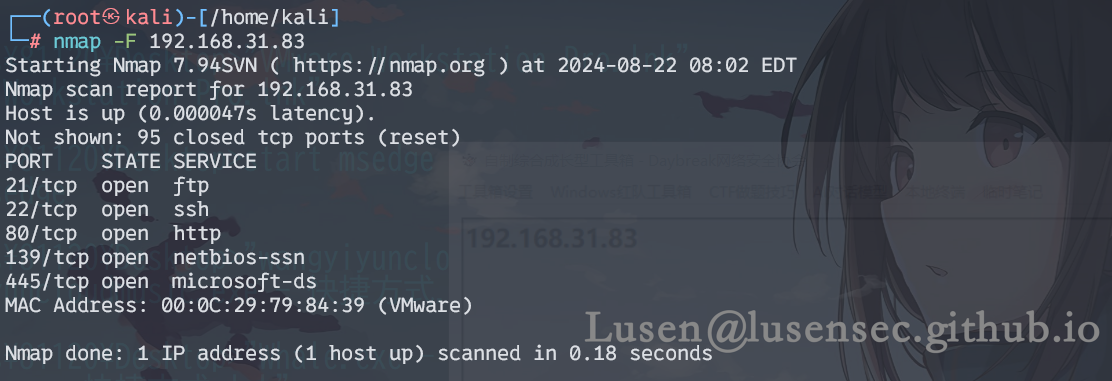 ┌──(root㉿kali)-[/home/kali]
└─# nmap -F 192.168.31.83
Starting Nmap 7.94SVN ( https://nmap.org ) at 2024-08-22 08:02 EDT
Nmap scan report for 192.168.31.83
Host is up (0.000047s latency).
Not shown: 95 closed tcp ports (reset)
PORT    STATE SERVICE
21/tcp  open  ftp
22/tcp  open  ssh
80/tcp  open  http
139/tcp open  netbios-ssn
445/tcp open  microsoft-ds
MAC Address: 00:0C:29:79:84:39 (VMware)
Nmap done: 1 IP address (1 host up) scanned in 0.18 seconds
192.168.31.83
Lusen@lusensec.github.io